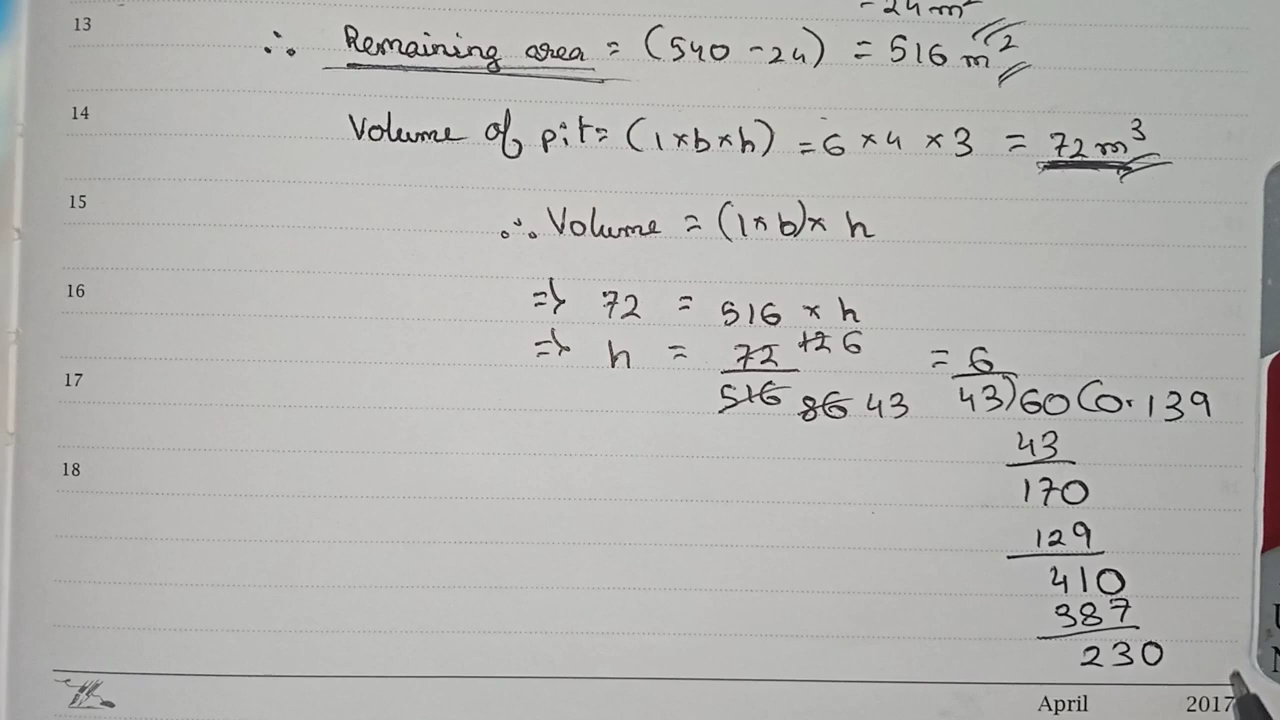 - 24 m²
13
∴ Remaining area = (540 - 24) = 516 m²
14
Volume of pit = (l × b × h) = 6 × 4 × 3 = 72 m³
15
∴ Volume = (l × b) × h
16
=> 72 = 516 × h
=> h = 72 12 6 = 6
17
516 86 43 43)60(0.139
43
18
170
129
410
387
230
April 2017